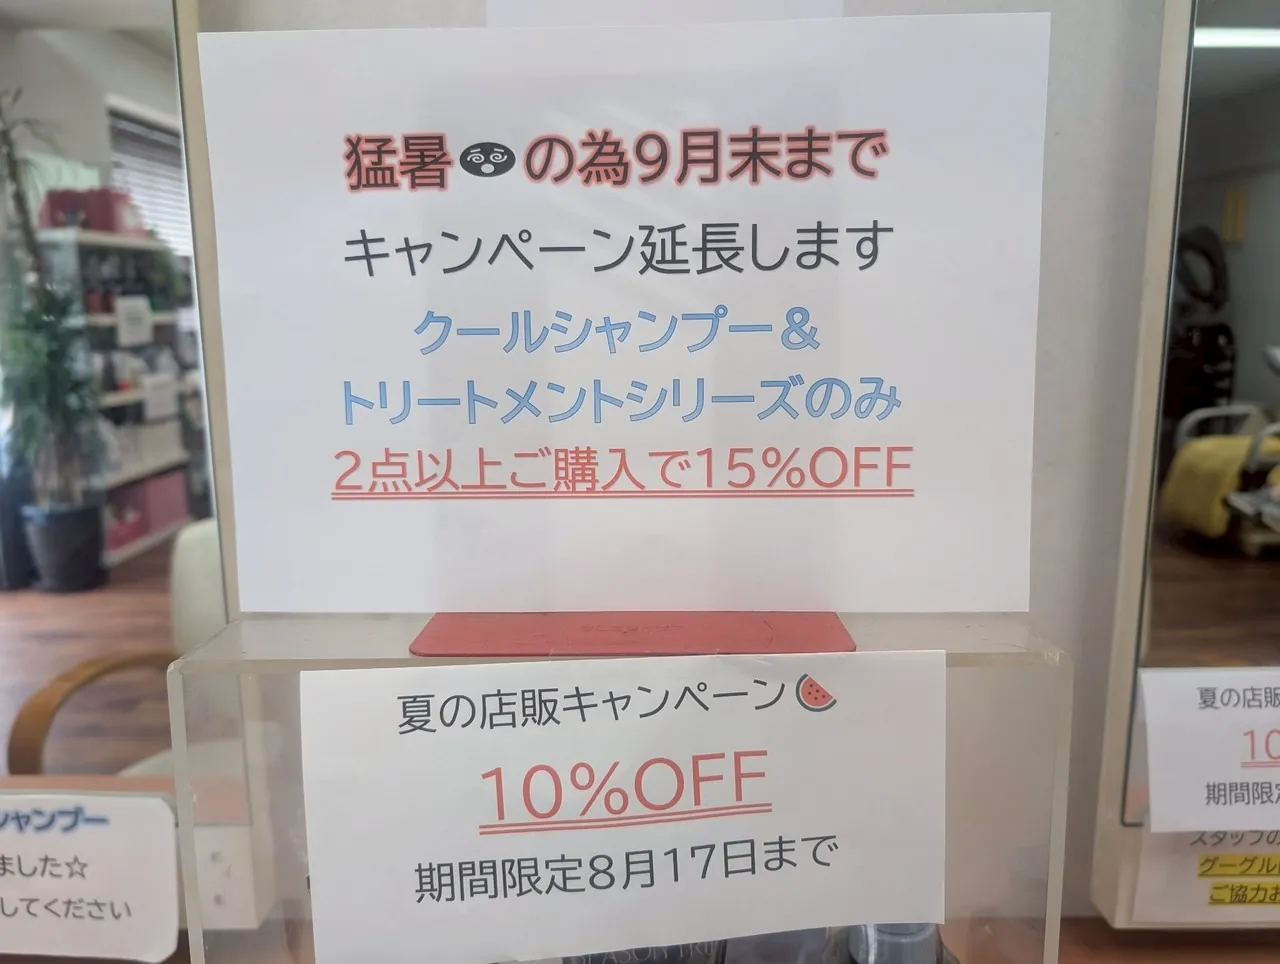 猛暑の為9月末まで
キャンペーン延長します
クールシャンプー&
トリートメントシリーズのみ
2点以上ご購入で15%OFF
夏の店販キャンペーン
10%OFF
期間限定8月17日まで
シャンプー
ました☆
してください
夏の店販
10
期間限定
スタッフの
グーグル
ご協力お